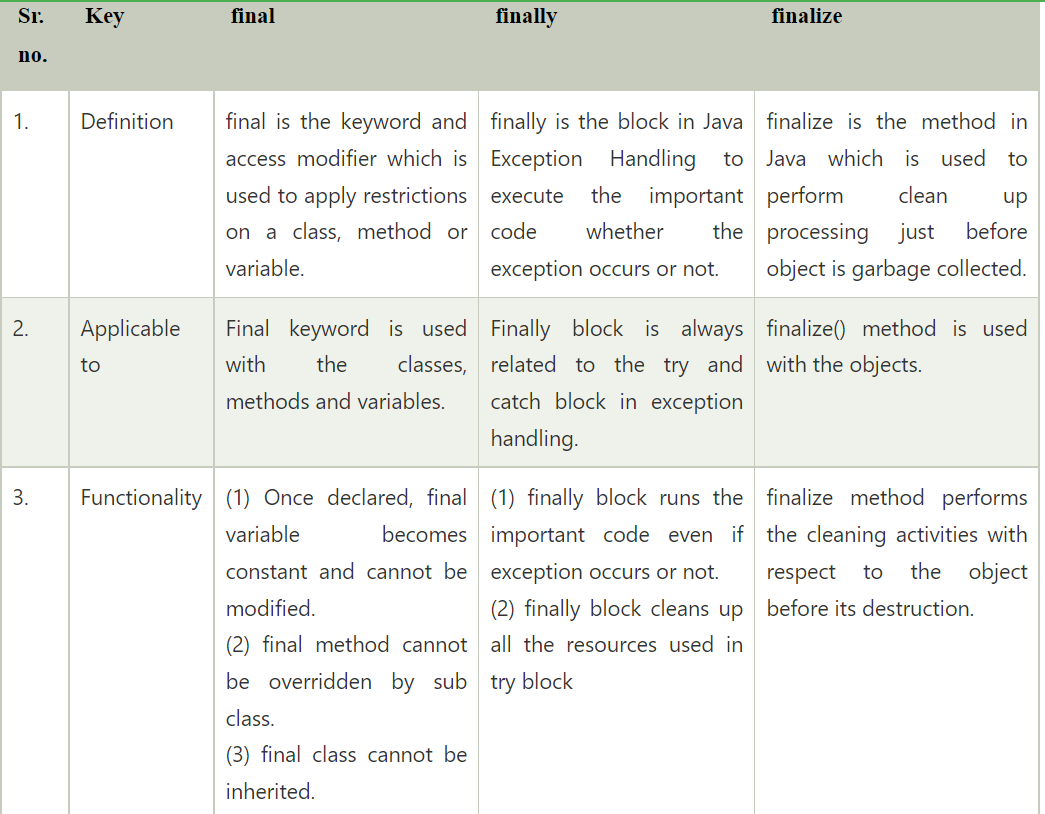 Sr. no.
Key
final
finally
finalize
1.
Definition
final is the keyword and
access modifier which is
used to apply restrictions
on a class, method or
variable.
finally is the block in Java
Exception Handling to
execute the important
code whether the
exception occurs or not.
finalize is the method in
Java which is used to
perform clean up
processing just before
object is garbage collected.
2.
Applicable
to
Final keyword is used
with the classes,
methods and variables.
Finally block is always
related to the try and
catch block in exception
handling.
finalize() method is used
with the objects.
3.
Functionality
(1) Once declared, final
variable becomes
constant and cannot be
modified.
(2) final method cannot
be overridden by sub
class.
(3) final class cannot be
inherited.
(1) finally block runs the
important code even if
exception occurs or not.
(2) finally block cleans up
all the resources used in
try block
finalize method performs
the cleaning activities with
respect to the object
before its destruction.